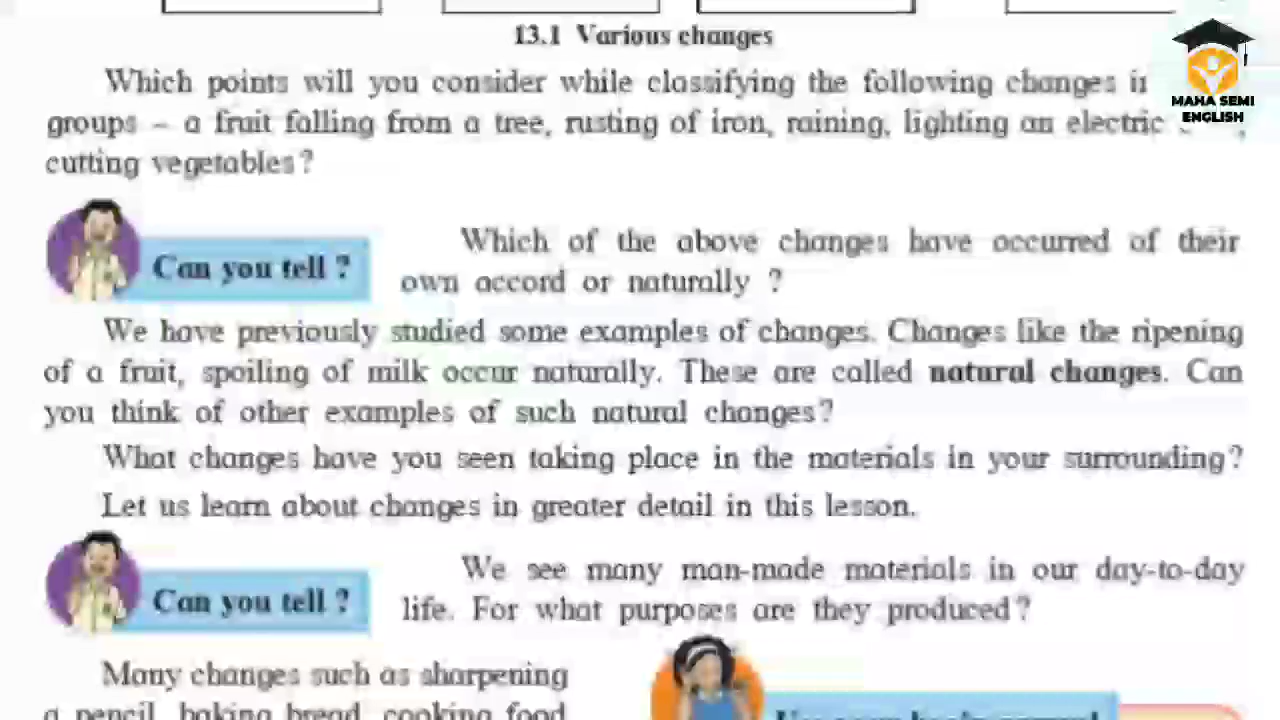 13.1 Various changes
MAHA SEMI
ENGLISH
Which points will you consider while classifying the following changes
groups – a fruit falling from a tree, rusting of iron, raining, lighting an electric
cutting vegetables?
Can you tell ?
Which of the above changes have occurred of their
own accord or naturally ?
We have previously studied some examples of changes. Changes like the ripening
of a fruit, spoiling of milk occur naturally. These are called natural changes. Can
you think of other examples of such natural changes?
What changes have you seen taking place in the materials in your surrounding?
Let us learn about changes in greater detail in this lesson.
Can you tell ?
We see many man-made materials in our day-to-day
life. For what purposes are they produced?
Many changes such as sharpening
a pencil, baking bread, cooking food